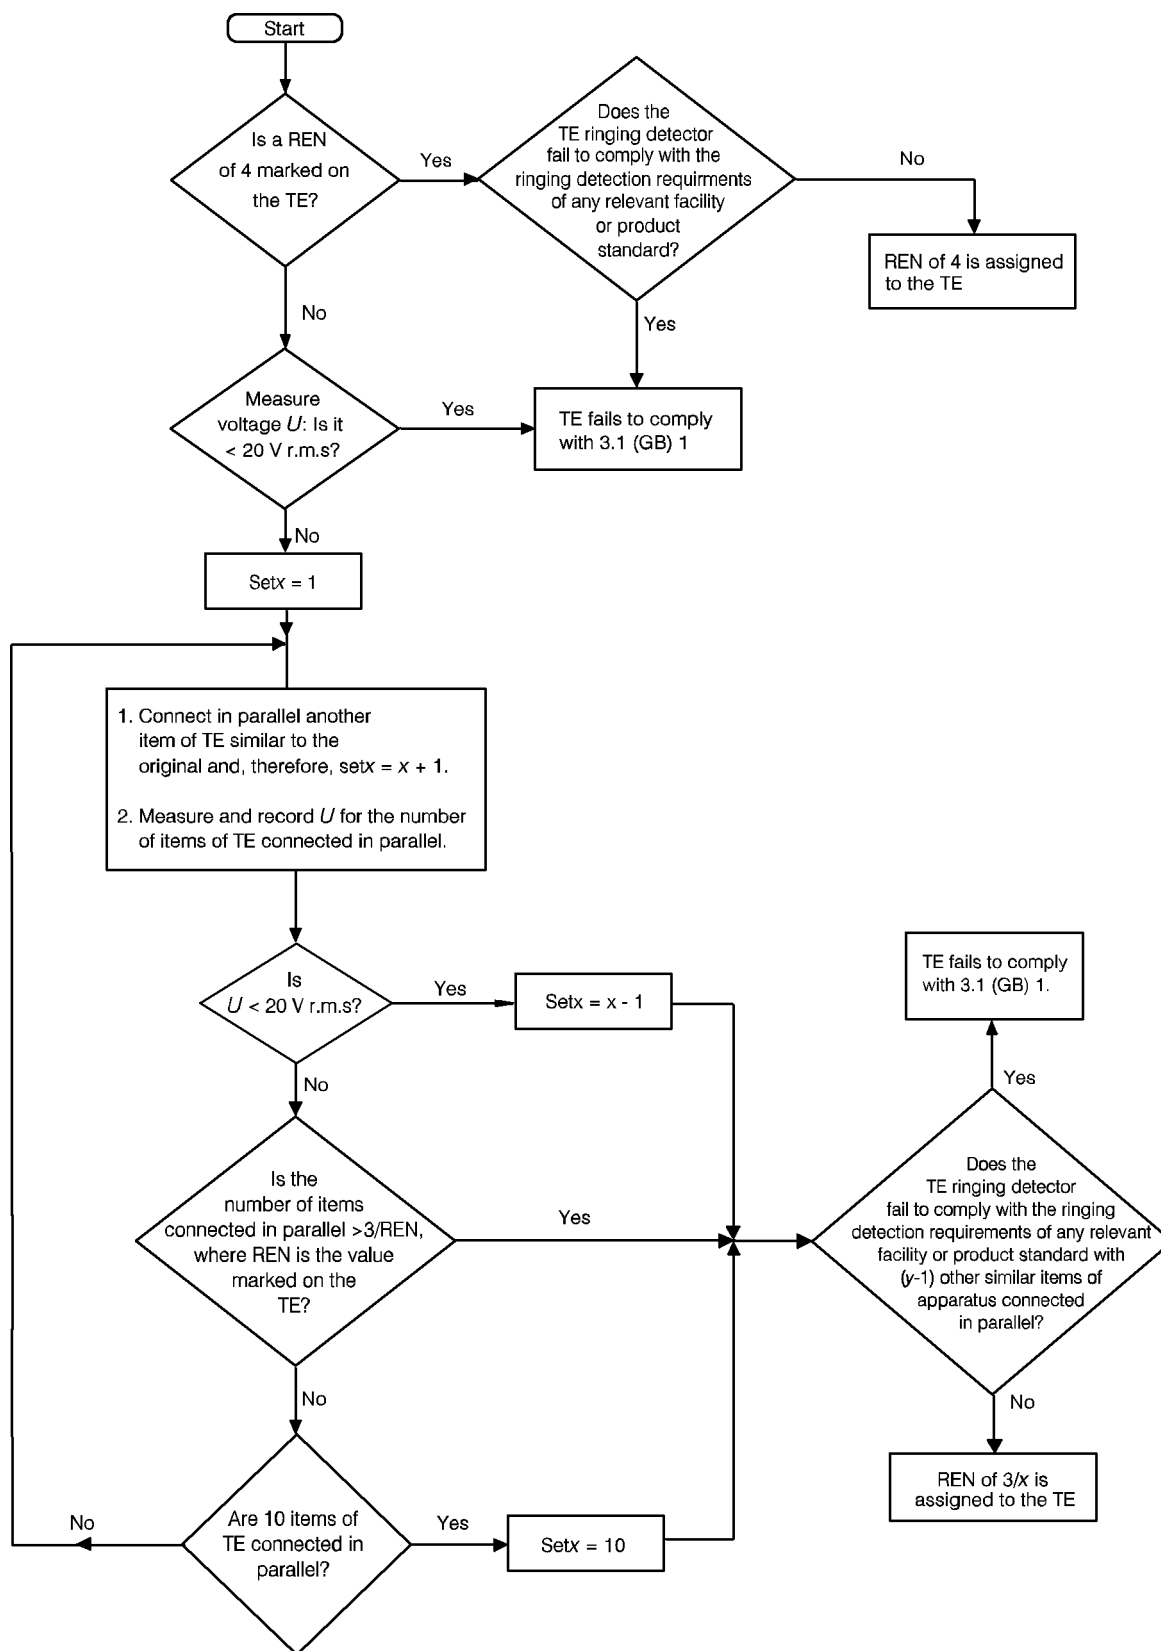 Start
Is a REN
of 4 marked on
the TE?
Yes
Does the
TE ringing detector
fail to comply with the
ringing detection requirments
of any relevant facility
or product
standard?
No
REN of 4 is assigned
to the TE
No
Yes
Measure
voltage U: Is it
< 20 V r.m.s?
Yes
TE fails to comply
with 3.1 (GB) 1
No
Setx = 1
1. Connect in parallel another
item of TE similar to the
original and, therefore, setx = x + 1.
2. Measure and record U for the number
of items of TE connected in parallel.
Is
U < 20 V r.m.s?
Yes
Setx = x - 1
TE fails to comply
with 3.1 (GB) 1.
No
Yes
Is the
number of items
connected in parallel >3/REN,
where REN is the value
marked on the
TE?
Yes
Does the
TE ringing detector
fail to comply with the ringing
detection requirements of any relevant
facility or product standard with
(y-1) other similar items of
apparatus connected
in parallel?
No
No
REN of 3/x is
assigned to the TE
Are 10 items of
TE connected in
parallel?
No
Yes
Setx = 10